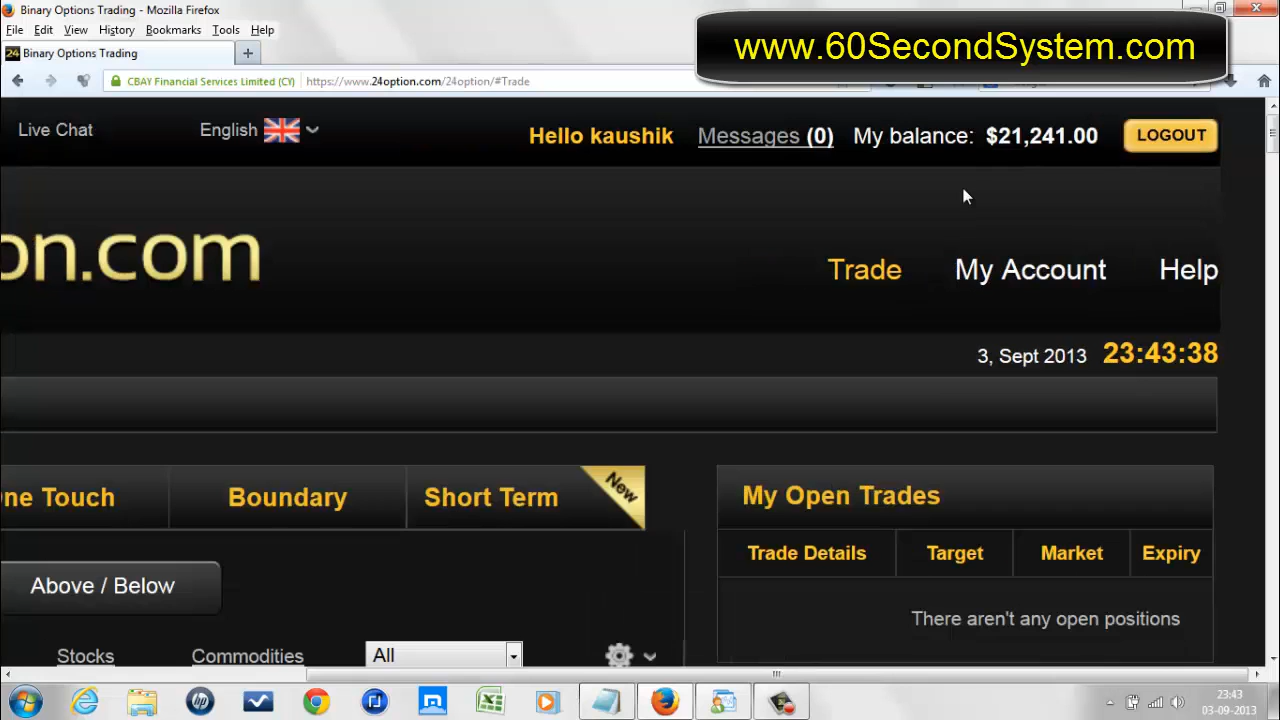 Binary Options Trading - Mozilla Firefox
www.60SecondSystem.com
File Edit View History Bookmarks Tools Help
24 Binary Options Trading
CBAY Financial Services Limited (CY) https://www.24option.com/24option/#Trade
Live Chat English Hello kaushik Messages (0) My balance: $21,241.00 LOGOUT
on.com
Trade My Account Help
3, Sept 2013 23:43:38
ne Touch Boundary Short Term New
My Open Trades
Trade Details Target Market Expiry
Above / Below
There aren't any open positions
Stocks Commodities All
hp
23:43
03-09-2013